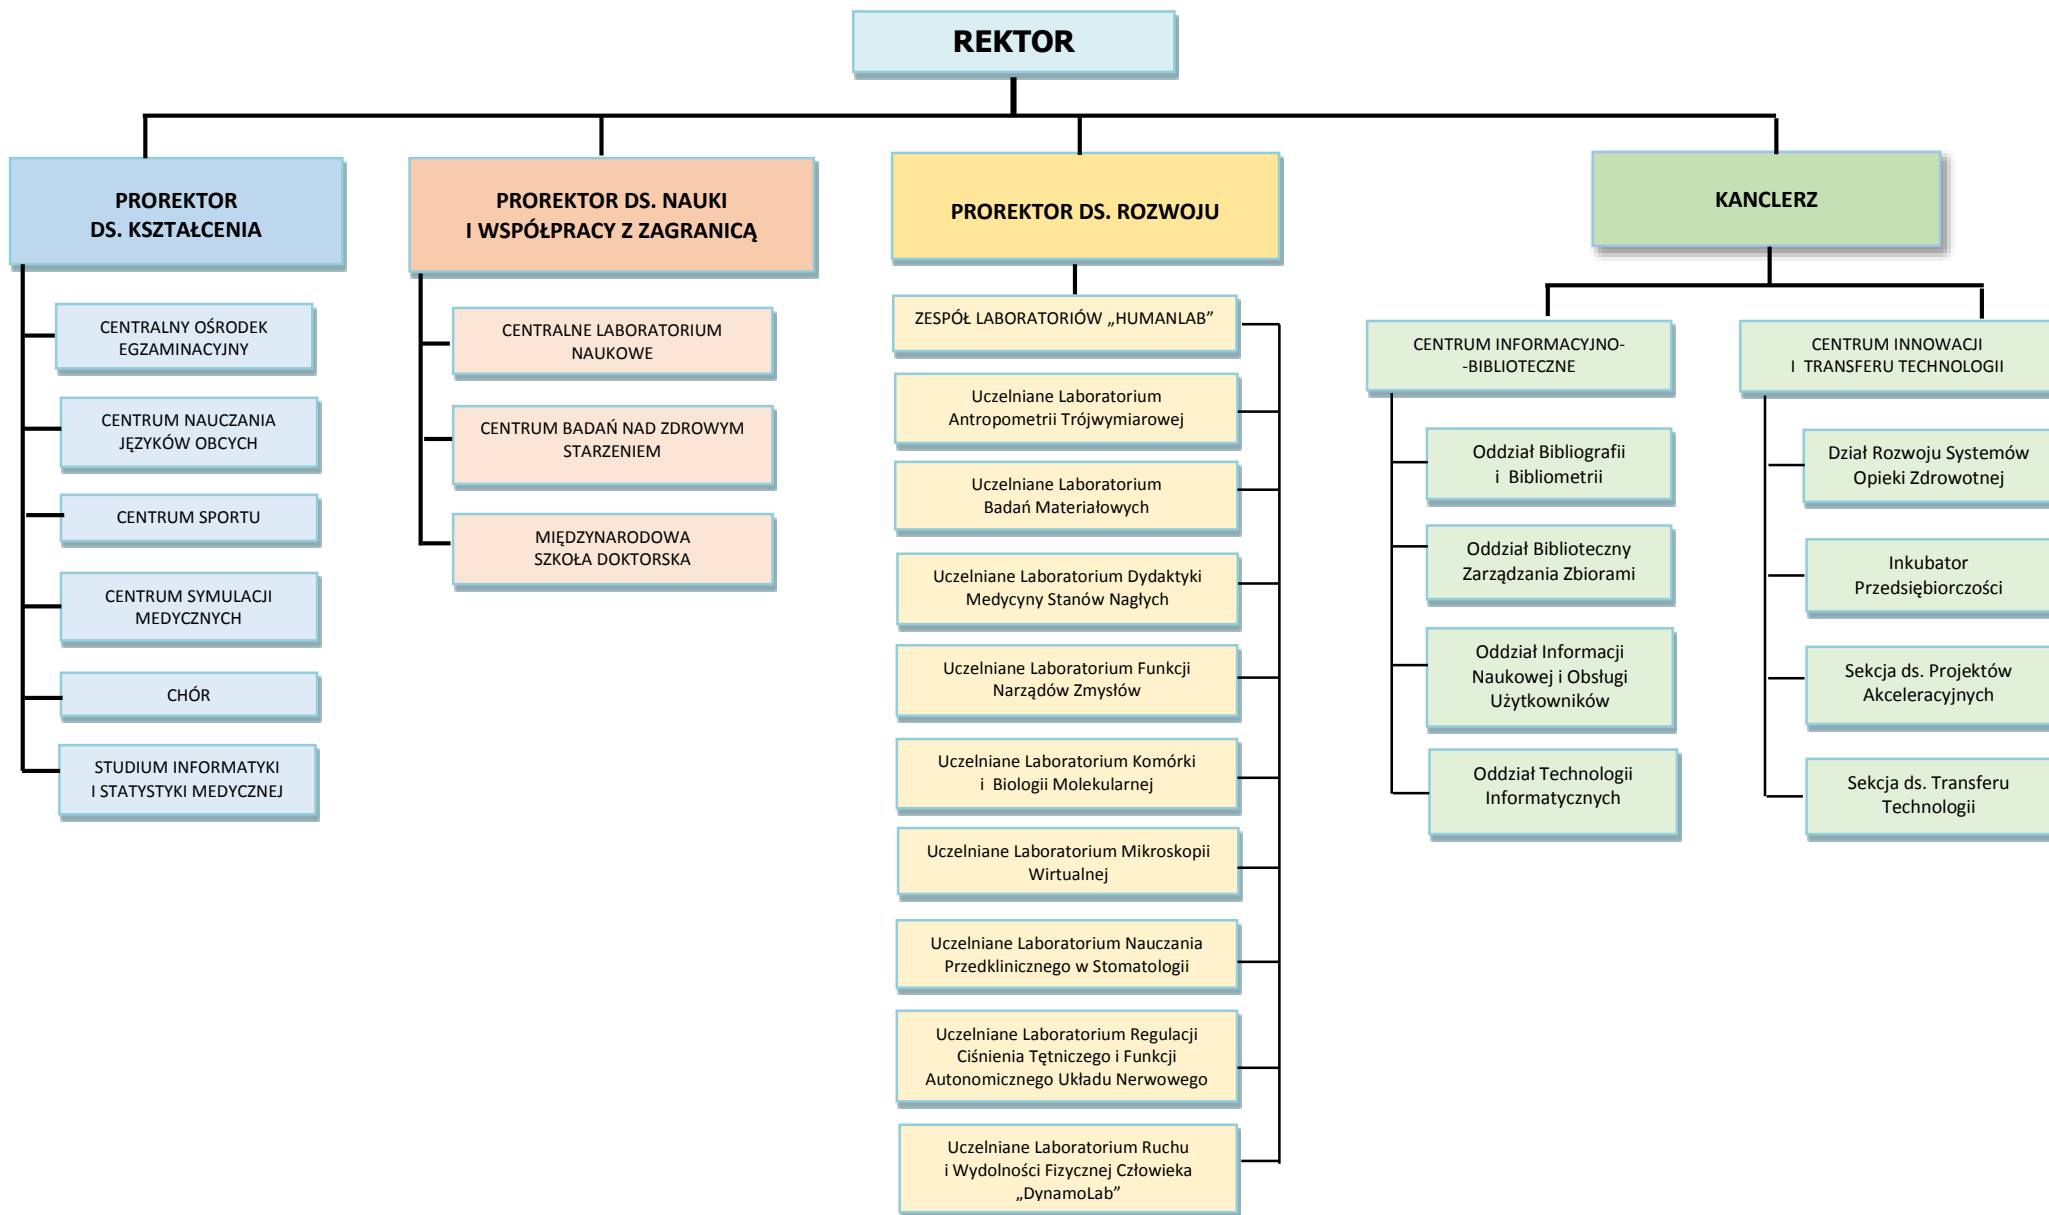 REKTOR
PROREKTOR
DS. KSZTAŁCENIA
CENTRALNY OŚRODEK
EGZAMINACYJNY
CENTRUM NAUCZANIA
JĘZYKÓW OBCYCH
CENTRUM SPORTU
CENTRUM SYMULACJI
MEDYCZNYCH
CHÓR
STUDIUM INFORMATYKI
I STATYSTYKI MEDYCZNEJ
PROREKTOR DS. NAUKI
I WSPÓŁPRACY Z ZAGRANICĄ
CENTRALNE LABORATORIUM
NAUKOWE
CENTRUM BADAŃ NAD ZDROWYM
STARZENIEM
MIĘDZYNARODOWA
SZKOŁA DOKTORSKA
PROREKTOR DS. ROZWOJU
ZESPÓŁ LABORATORIÓW „HUMANLAB”
Uczelniane Laboratorium
Antropometrii Trójwymiarowej
Uczelniane Laboratorium
Badań Materiałowych
Uczelniane Laboratorium Dydaktyki
Medycyny Stanów Nagłych
Uczelniane Laboratorium Funkcji
Narządów Zmysłów
Uczelniane Laboratorium Komórki
i Biologii Molekularnej
Uczelniane Laboratorium Mikroskopii
Wirtualnej
Uczelniane Laboratorium Nauczania
Przedklinicznego w Stomatologii
Uczelniane Laboratorium Regulacji
Ciśnienia Tętniczego i Funkcji
Autonomicznego Układu Nerwowego
Uczelniane Laboratorium Ruchu
i Wydolności Fizycznej Człowieka
„DynamoLab”
KANCLERZ
CENTRUM INFORMACYJNO-
-BIBLIOTECZNE
Oddział Bibliografii
i Bibliometrii
Oddział Biblioteczny
Zarządzania Zbiorami
Oddział Informacji
Naukowej i Obsługi
Użytkowników
Oddział Technologii
Informatycznych
CENTRUM INNOWACJI
I TRANSFERU TECHNOLOGII
Dział Rozwoju Systemów
Opieki Zdrowotnej
Inkubator
Przedsiębiorczości
Sekcja ds. Projektów
Akceleracyjnych
Sekcja ds. Transferu
Technologii